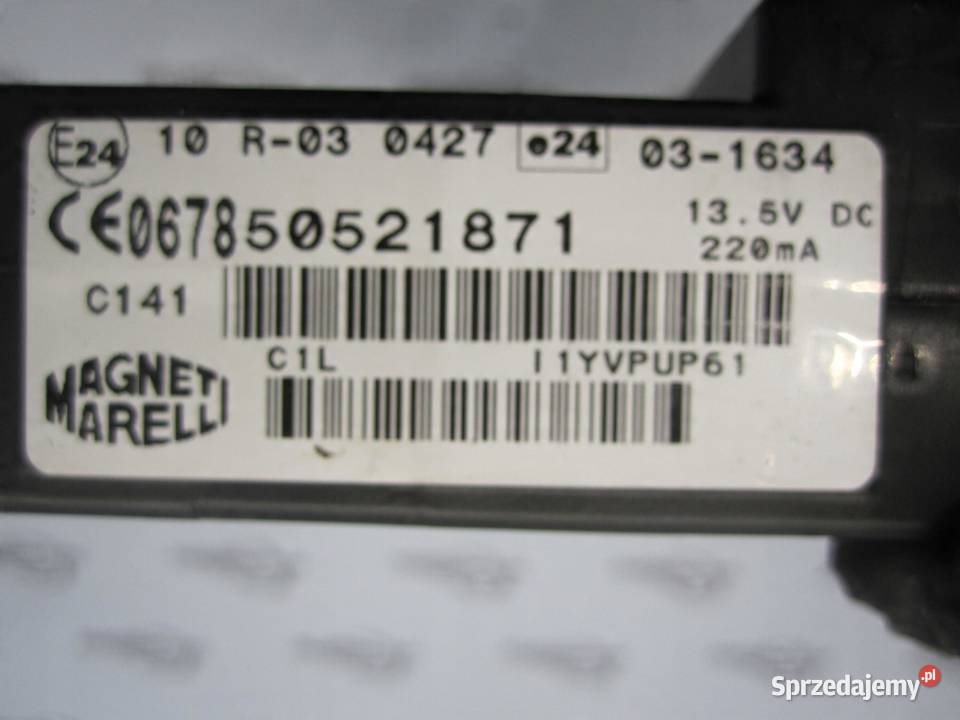 E24 10 R-03 0427 e24 03-1634
CE0678 50521871 13.5V DC
220mA
C141
C1L I1YVPUP61
MAGNETI
MARELLI
Sprzedajemy.pl